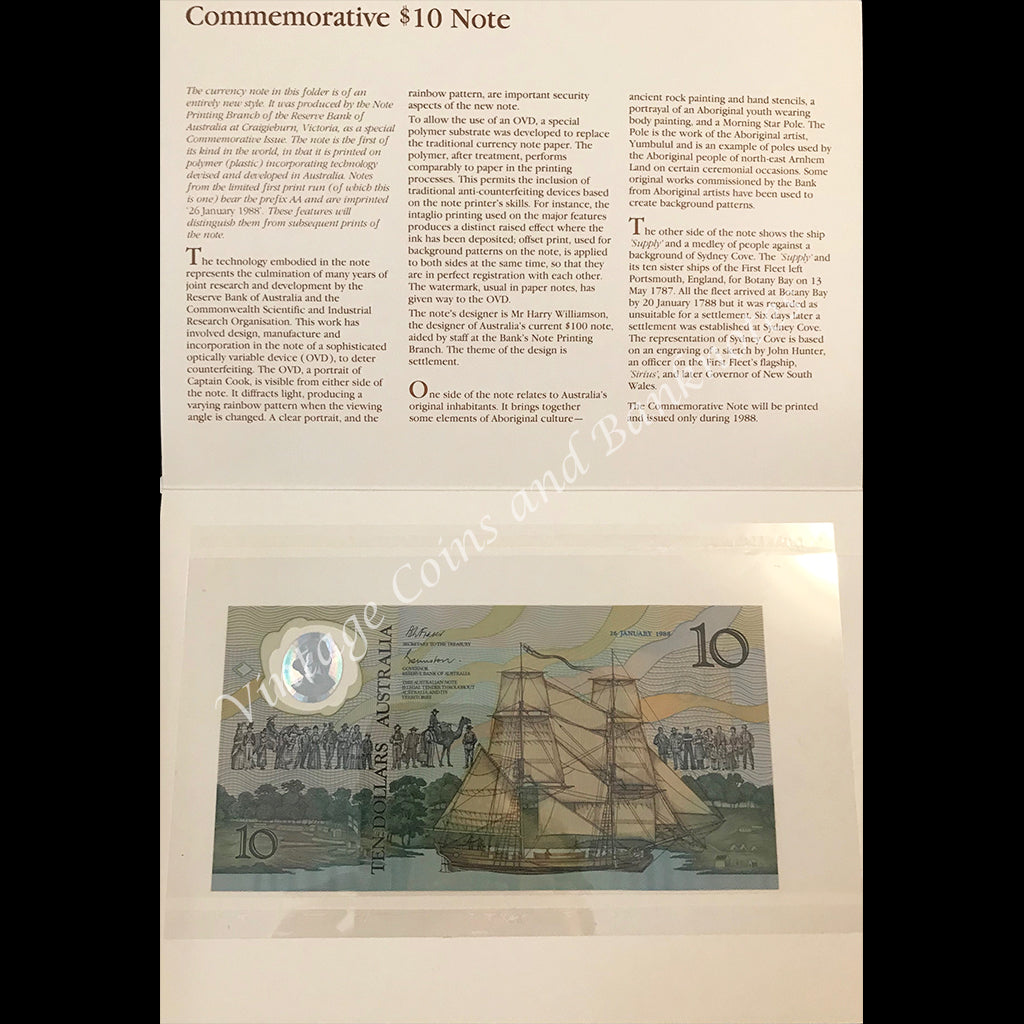 Commemorative $10 Note
The currency note in this folder is of an
entirely new style. It was produced by the Note
Printing Branch of the Reserve Bank of
Australia at Craigieburn, Victoria, as a special
Commemorative Issue. The note is the first of
its kind in the world, in that it is printed on
polymer (plastic) incorporating technology
devised and developed in Australia. Notes
from the limited first print run (of which this
is one) bear the prefix AA and are imprinted
'26 January 1988'. These features will
distinguish them from subsequent prints of
the note.
The technology embodied in the note
represents the culmination of many years of
joint research and development by the
Reserve Bank of Australia and the
Commonwealth Scientific and Industrial
Research Organisation. This work has
involved design, manufacture and
incorporation in the note of a sophisticated
optically variable device (OVD), to deter
counterfeiting. The OVD, a portrait of
Captain Cook, is visible from either side of
the note. It diffracts light, producing a
varying rainbow pattern when the viewing
angle is changed. A clear portrait, and the
rainbow pattern, are important security
aspects of the new note.
To allow the use of an OVD, a special
polymer substrate was developed to replace
the traditional currency note paper. The
polymer, after treatment, performs
comparably to paper in the printing
processes. This permits the inclusion of
traditional anti-counterfeiting devices based
on the note printer's skills. For instance, the
intaglio printing used on the major features
produces a distinct raised effect where the
ink has been deposited; offset print, used for
background patterns on the note, is applied
to both sides at the same time, so that they
are in perfect registration with each other.
The watermark, usual in paper notes, has
given way to the OVD.
The note's designer is Mr Harry Williamson,
the designer of Australia's current $100 note,
aided by staff at the Bank's Note Printing
Branch. The theme of the design is
settlement.
One side of the note relates to Australia's
original inhabitants. It brings together
some elements of Aboriginal culture—
ancient rock painting and hand stencils, a
portrayal of an Aboriginal youth wearing
body painting, and a Morning Star Pole. The
Pole is the work of the Aboriginal artist,
Yumbulul and is an example of poles used by
the Aboriginal people of north-east Arnhem
Land on certain ceremonial occasions. Some
original works commissioned by the Bank
from Aboriginal artists have been used to
create background patterns.
The other side of the note shows the ship
'Supply' and a medley of people against a
background of Sydney Cove. The 'Supply' and
its ten sister ships of the First Fleet left
Portsmouth, England, for Botany Bay on 13
May 1787. All the fleet arrived at Botany Bay
by 20 January 1788 but it was regarded as
unsuitable for a settlement. Six days later a
settlement was established at Sydney Cove.
The representation of Sydney Cove is based
on an engraving of a sketch by John Hunter,
an officer on the First Fleet's flagship,
'Sirius', and later Governor of New South
Wales.
The Commemorative Note will be printed
and issued only during 1988.
Vintage Coins and
SECRETARY TO THE TREASURY
GOVERNOR
RESERVE BANK OF AUSTRALIA
THIS AUSTRALIAN NOTE
IS LEGAL TENDER THROUGHOUT
AUSTRALIA AND ITS
TERRITORIES
26 JANUARY 1988
10
TEN DOLLARS AUSTRALIA
10